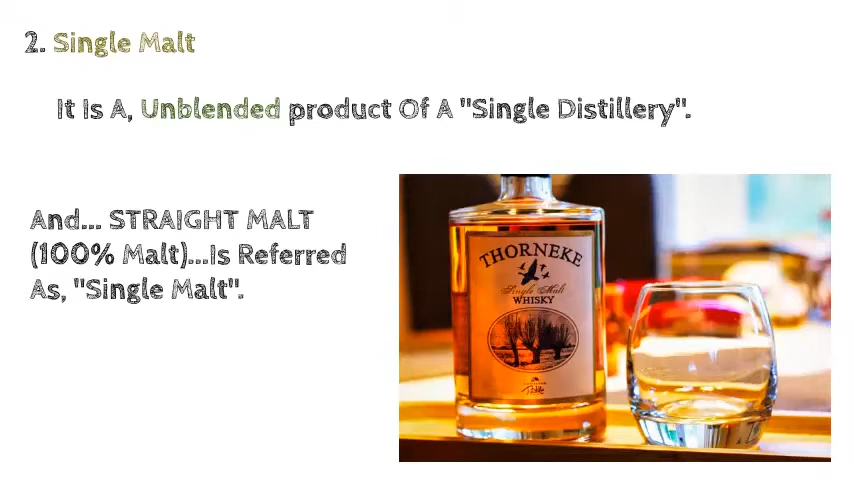 2. Single Malt
It Is A, Unblended product Of A "Single Distillery".
And... STRAIGHT MALT
(100% Malt)...Is Referred
As, "Single Malt".
THORNEKE
Single Malt
WHISKY